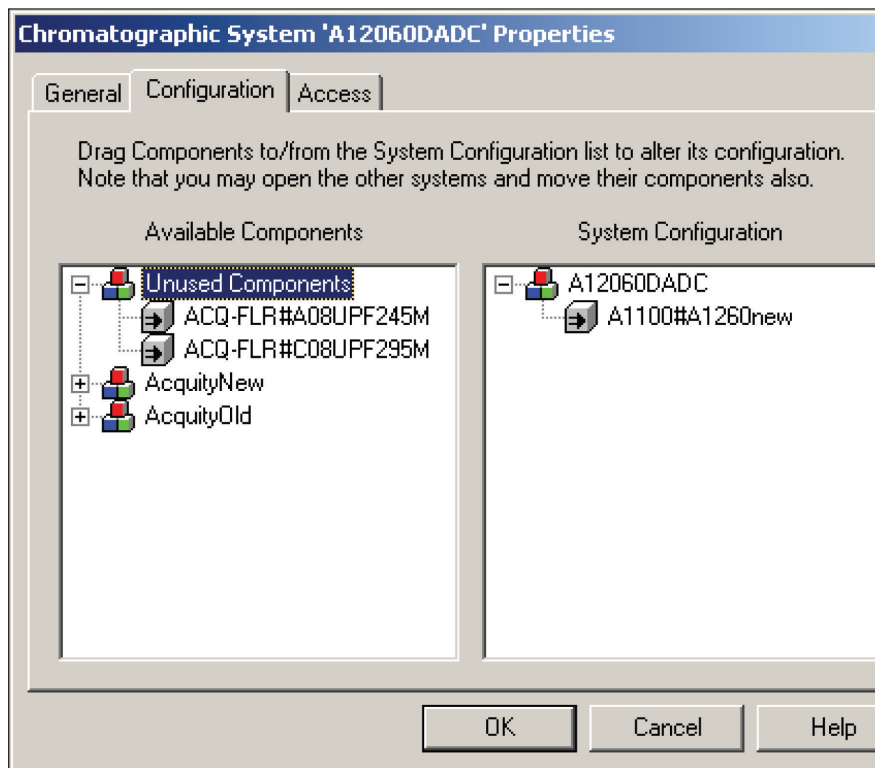 Chromatographic System 'A12060DADC' Properties
General
Configuration
Access
Drag Components to/from the System Configuration list to alter its configuration.
Note that you may open the other systems and move their components also.
Available Components
System Configuration
Unused Components
ACQ-FLR#A08UPF245M
ACQ-FLR#C08UPF295M
AcquityNew
AcquityOld
A12060DADC
A1100#A1260new
OK
Cancel
Help